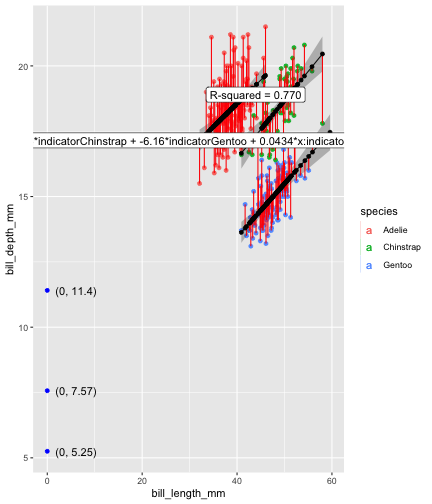 20
R-squared = 0.770
*indicatorChinstrap + -6.16*indicatorGentoo + 0.0434*x:indicato
15
species
a Adelie
a Chinstrap
a Gentoo
bill_depth_mm
(0, 11.4)
10
(0, 7.57)
(0, 5.25)
5
0 20 40 60
bill_length_mm